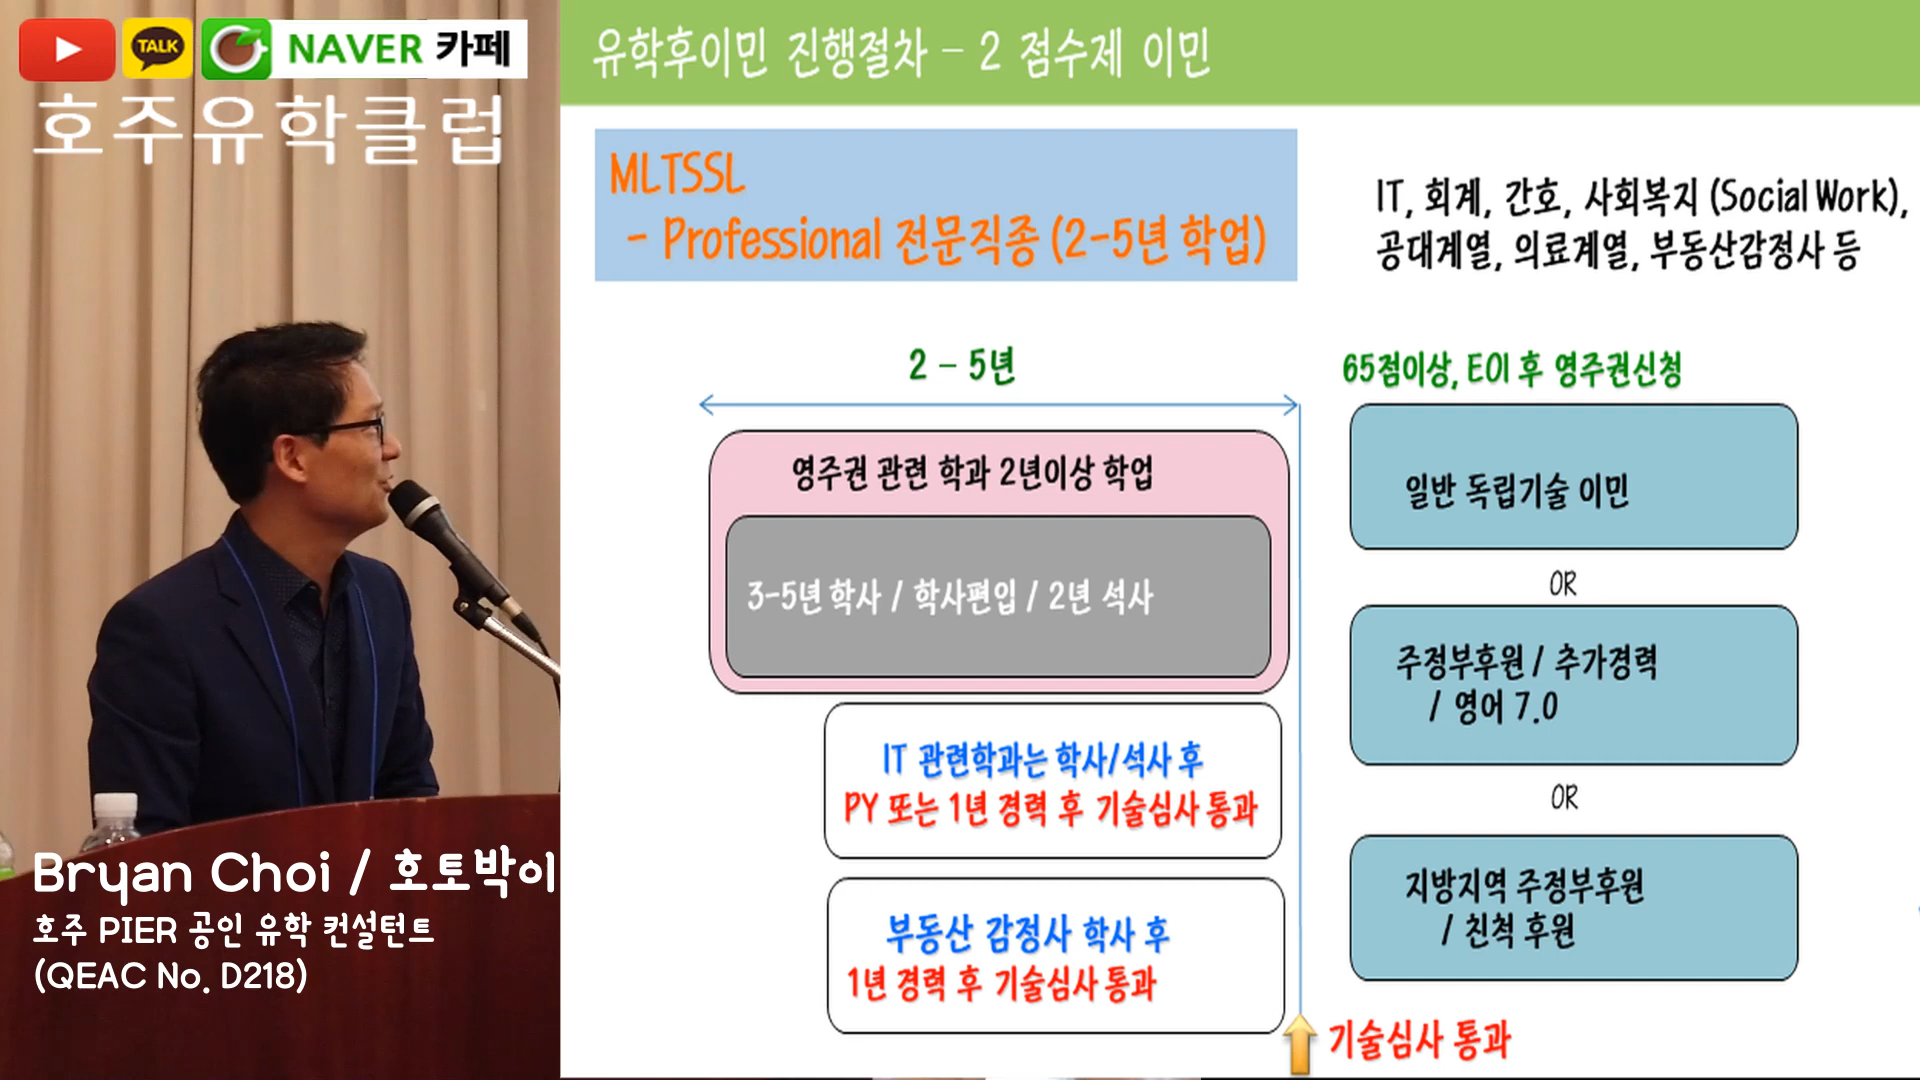 TALK
NAVER 카페
호주유학클럽
유학후이민 진행절차 – 2 점수제 이민
MLTSSL
- Professional 전문직종 (2-5년 학업)
IT, 회계, 간호, 사회복지 (Social Work),
공대계열, 의료계열, 부동산감정사 등
2 – 5년
65점이상, EOI 후 영주권신청
영주권 관련 학과 2년이상 학업
3-5년 학사 / 학사편입 / 2년 석사
IT 관련학과는 학사/석사 후
PY 또는 1년 경력 후 기술심사 통과
부동산 감정사 학사 후
1년 경력 후 기술심사 통과
일반 독립기술 이민
OR
주정부후원 / 추가경력
/ 영어 7.0
OR
지방지역 주정부후원
/ 친척 후원
기술심사 통과
Bryan Choi / 호토박이
호주 PIER 공인 유학 컨설턴트
(QEAC No. D218)